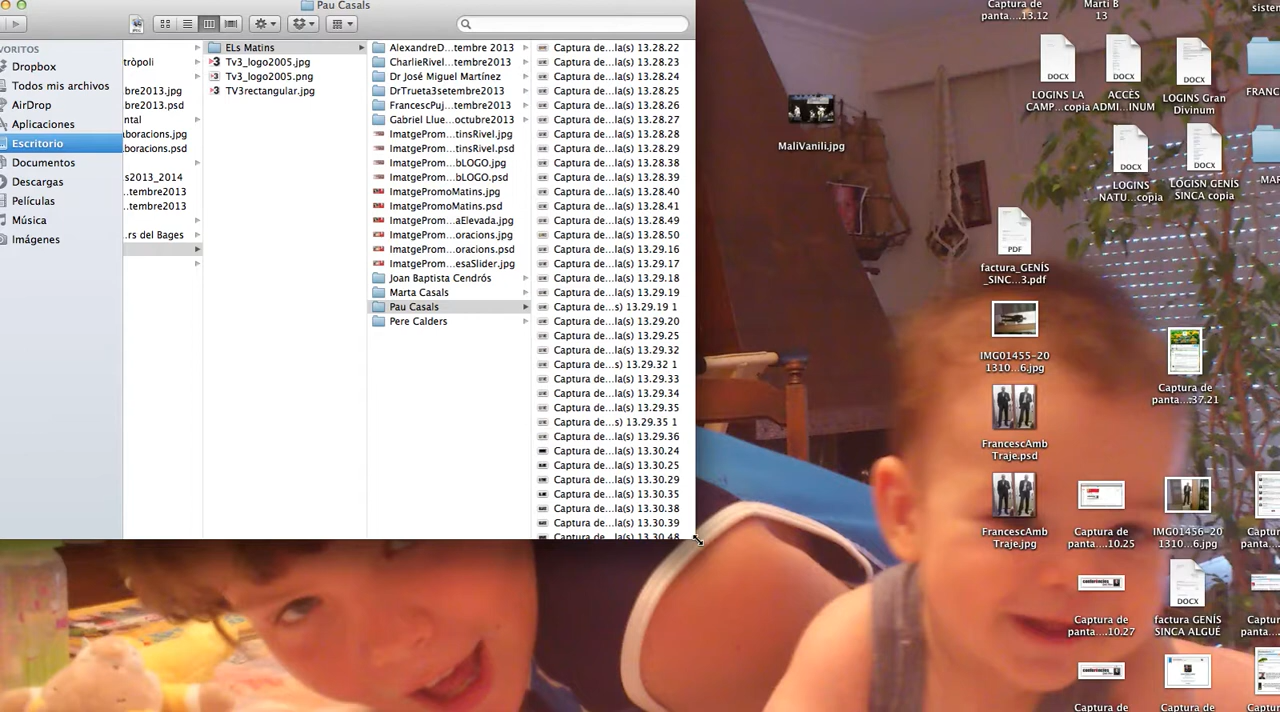 Pau Casals
FAVORITOS
Dropbox
Todos mis archivos
AirDrop
Aplicaciones
Escritorio
Documentos
Descargas
Películas
Música
Imágenes
tròpoli
bre2013.jpg
bre2013.psd
ntal
aboracions.jpg
boracions.psd
s2013_2014
...tembre2013
..tembre2013
...rs del Bages
ELs Matins
Tv3_logo2005.jpg
Tv3_logo2005.png
TV3rectangular.jpg
AlexandreD...tembre 2013
CharlieRivel...tembre2013
Dr José Miguel Martínez
DrTrueta3setembre2013
FrancescPuj...tembre2013
Gabriel Llue...octubre2013
ImatgeProm...tinsRivel.jpg
ImatgeProm...tinsRivel.psd
ImatgeProm...bLOGO.jpg
ImatgeProm...bLOGO.psd
ImatgePromoMatins.jpg
ImatgePromoMatins.psd
ImatgeProm...aElevada.jpg
ImatgeProm...oracions.jpg
ImatgeProm...oracions.psd
ImatgeProm...esaSlider.jpg
Joan Baptista Cendrós
Marta Casals
Pau Casals
Pere Calders
Captura de...la(s) 13.28.22
Captura de...la(s) 13.28.23
Captura de...la(s) 13.28.24
Captura de...la(s) 13.28.25
Captura de...la(s) 13.28.26
Captura de...la(s) 13.28.27
Captura de...la(s) 13.28.28
Captura de...la(s) 13.28.29
Captura de...la(s) 13.28.38
Captura de...la(s) 13.28.39
Captura de...la(s) 13.28.40
Captura de...la(s) 13.28.41
Captura de...la(s) 13.28.49
Captura de...la(s) 13.28.50
Captura de...la(s) 13.29.16
Captura de...la(s) 13.29.17
Captura de...la(s) 13.29.18
Captura de...la(s) 13.29.19
Captura de...s) 13.29.19 1
Captura de...la(s) 13.29.20
Captura de...la(s) 13.29.25
Captura de...la(s) 13.29.32
Captura de...s) 13.29.32 1
Captura de...la(s) 13.29.33
Captura de...la(s) 13.29.34
Captura de...la(s) 13.29.35
Captura de...s) 13.29.35 1
Captura de...la(s) 13.29.36
Captura de...la(s) 13.30.24
Captura de...la(s) 13.30.25
Captura de...la(s) 13.30.29
Captura de...la(s) 13.30.35
Captura de...la(s) 13.30.38
Captura de...la(s) 13.30.39
Captura de...la(s) 13.30.48
Captura de
panta....13.12
Marti B
13
sistem
DOCX
LOGINS LA
CAMP...copia
DOCX
ACCÈS
ADMI...INUM
DOCX
LOGINS Gran
Divinum
FRANC
MaliVanili.jpg
DOCX
LOGINS
NATU...copia
DOCX
LOGISN GENÍS
SINCA copia
MAR
PDF
factura_GENÍS
_SINC...3.pdf
IMG01455-20
1310...6.jpg
Captura de
panta....37.21
FrancescAmb
Traje.psd
FrancescAmb
Traje.jpg
Captura de
panta....10.25
IMG01456-20
1310...6.jpg
Captu
panta..
Captura de
panta....10.27
DOCX
factura GENÍS
SINCA ALGUÉ
Captu
panta..
Captura de
Captura de
Captu